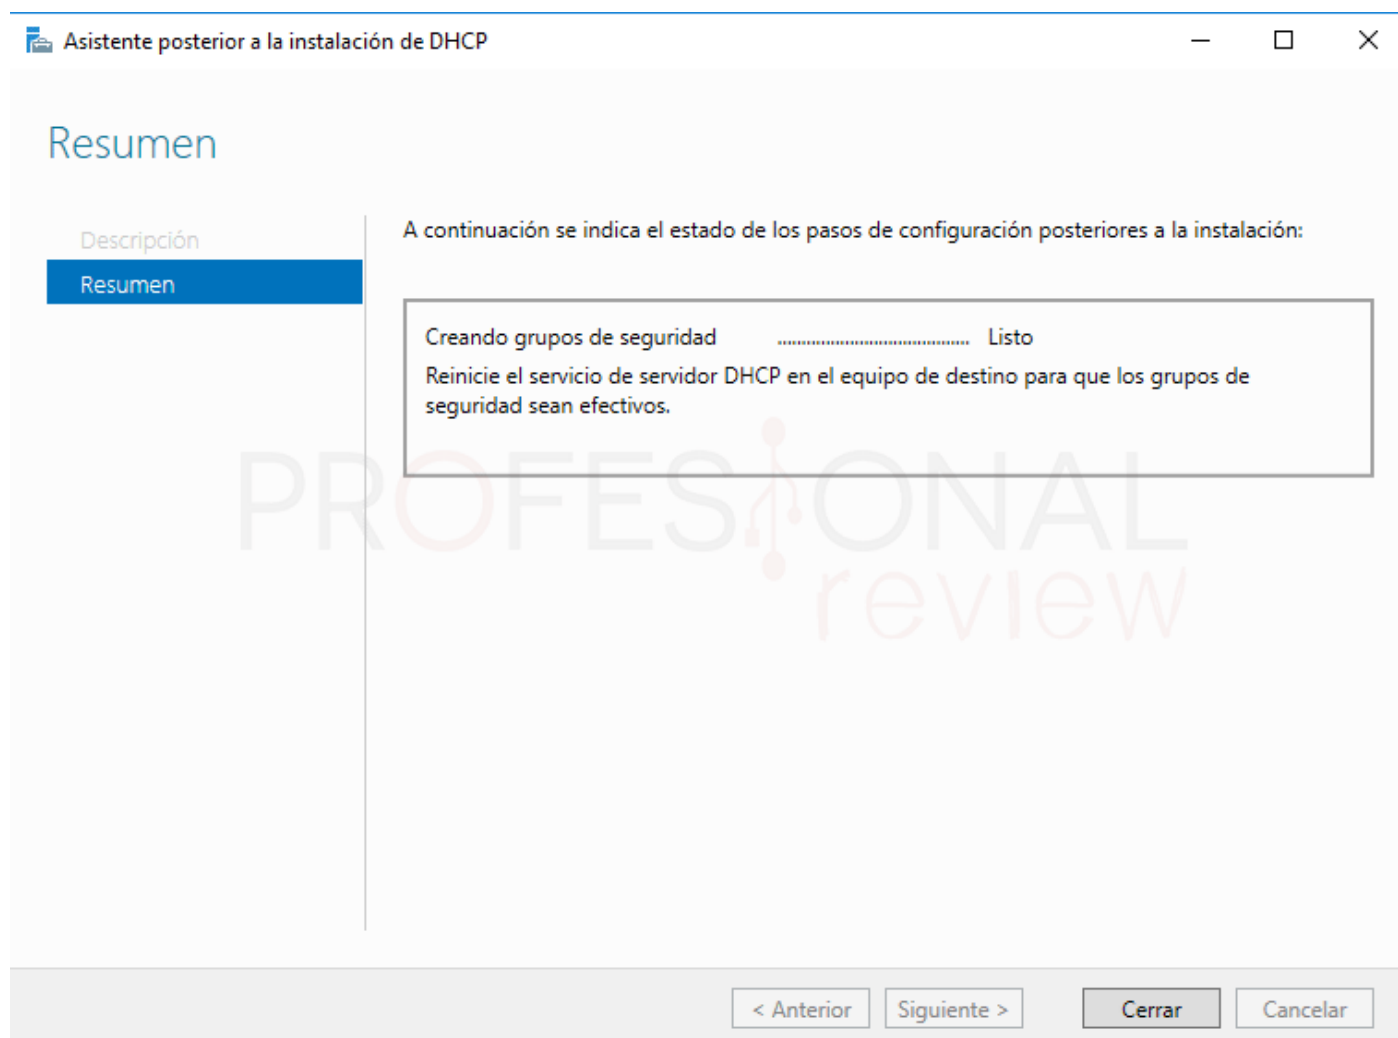 Asistente posterior a la instalación de DHCP
Resumen
Descripción
Resumen
A continuación se indica el estado de los pasos de configuración posteriores a la instalación:
Creando grupos de seguridad ........................................ Listo
Reinicie el servicio de servidor DHCP en el equipo de destino para que los grupos de
seguridad sean efectivos.
PROFESIONAL
review
< Anterior
Siguiente >
Cerrar
Cancelar